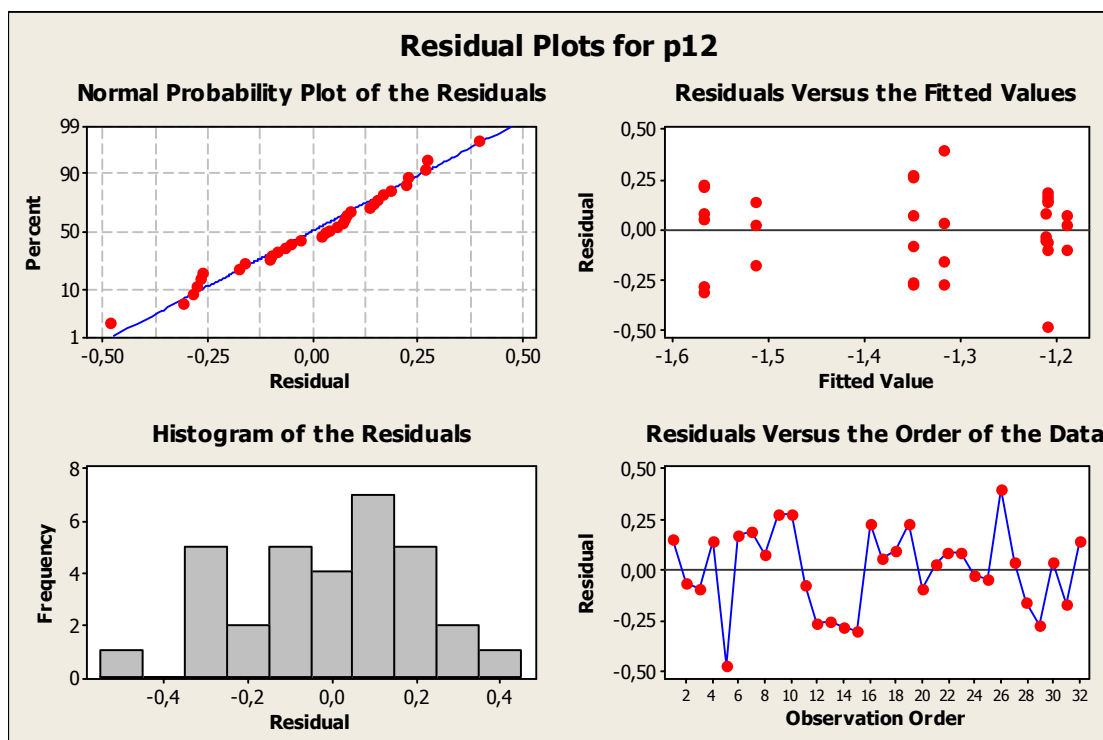 Residual Plots for p12
Normal Probability Plot of the Residuals
99
90
50
10
1
Percent
-0,50 -0,25 0,00 0,25 0,50
Residual
Residuals Versus the Fitted Values
0,50
0,25
0,00
-0,25
-0,50
Residual
-1,6 -1,5 -1,4 -1,3 -1,2
Fitted Value
Histogram of the Residuals
8
6
4
2
0
Frequency
-0,4 -0,2 0,0 0,2 0,4
Residual
Residuals Versus the Order of the Data
0,50
0,25
0,00
-0,25
-0,50
Residual
2 4 6 8 10 12 14 16 18 20 22 24 26 28 30 32
Observation Order